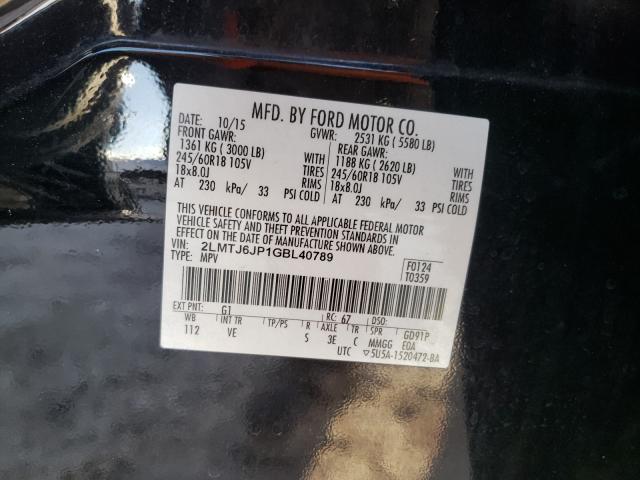 MFD. BY FORD MOTOR CO.
DATE: 10/15 GVWR: 2531 KG ( 5580 LB)
FRONT GAWR: REAR GAWR:
1361 KG ( 3000 LB) WITH 1188 KG ( 2620 LB) WITH
245/60R18 105V TIRES 245/60R18 105V TIRES
18x8.0J RIMS 18x8.0J RIMS
AT 230 kPa/ 33 PSI COLD AT 230 kPa/ 33 PSI COLD
THIS VEHICLE CONFORMS TO ALL APPLICABLE FEDERAL MOTOR
VEHICLE SAFETY AND THEFT PREVENTION STANDARDS IN
EFFECT ON THE DATE OF MANUFACTURE SHOWN ABOVE.
VIN: 2LMTJ6JP1GBL40789 F0124
TYPE: MPV T0359
EXT PNT: G1 RC: 67 DSO:
WB INT TR TP/PS R AXLE TR SPR GD91P
112 VE S 3E C MMGG EOA
UTC ▽5U5A-1520472-BA